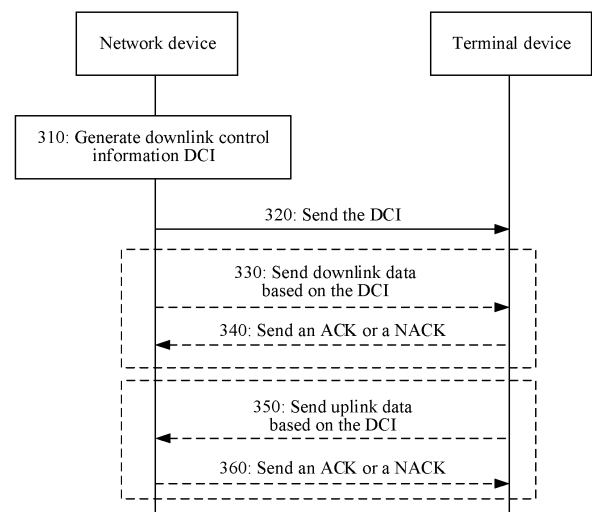 Network device
Terminal device
310: Generate downlink control
information DCI
320: Send the DCI
330: Send downlink data
based on the DCI
340: Send an ACK or a NACK
350: Send uplink data
based on the DCI
360: Send an ACK or a NACK